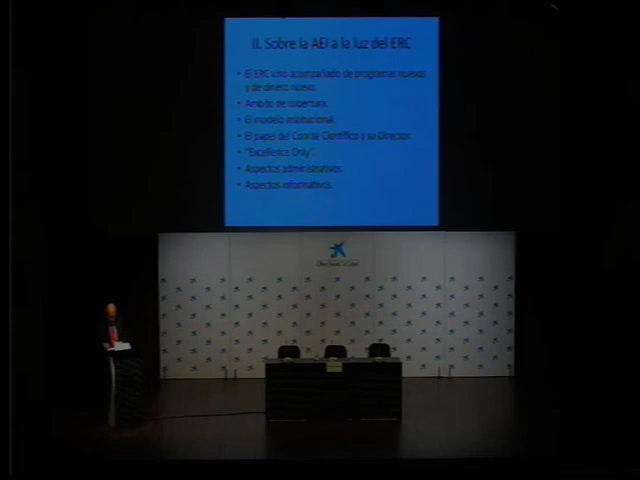 II. Sobre la AEI a la luz del ERC
• El ERC vino acompañado de programas nuevos
y de dinero nuevo.
• Ambito de cobertura.
• El modelo institucional.
• El papel del Comité Científico y su Director.
• "Excellence Only".
• Aspectos administrativos.
• Aspectos informativos.